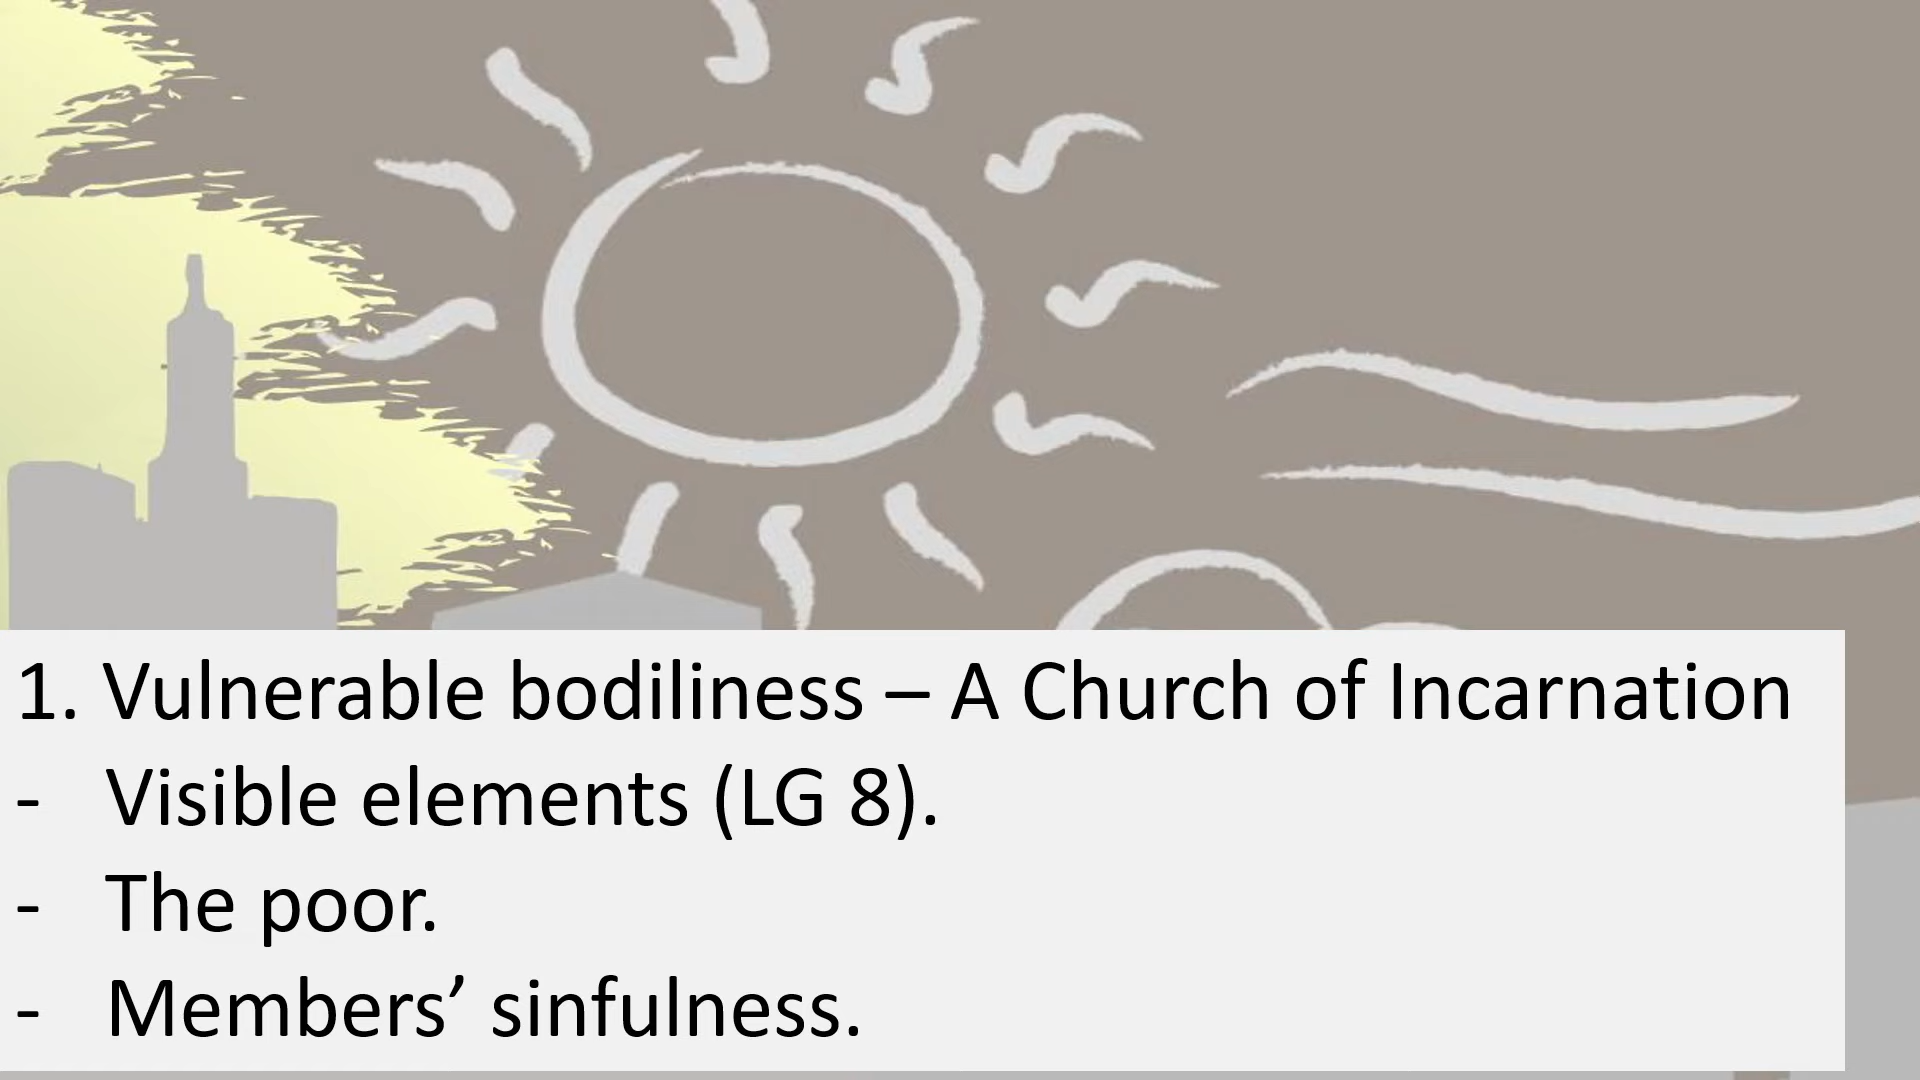 1. Vulnerable bodiliness – A Church of Incarnation
- Visible elements (LG 8).
- The poor.
- Members’ sinfulness.